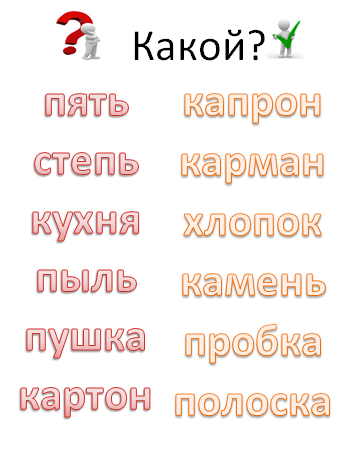 Какой?
пять капрон
степь карман
кухня хлопок
пыль камень
пушка пробка
картон полоска